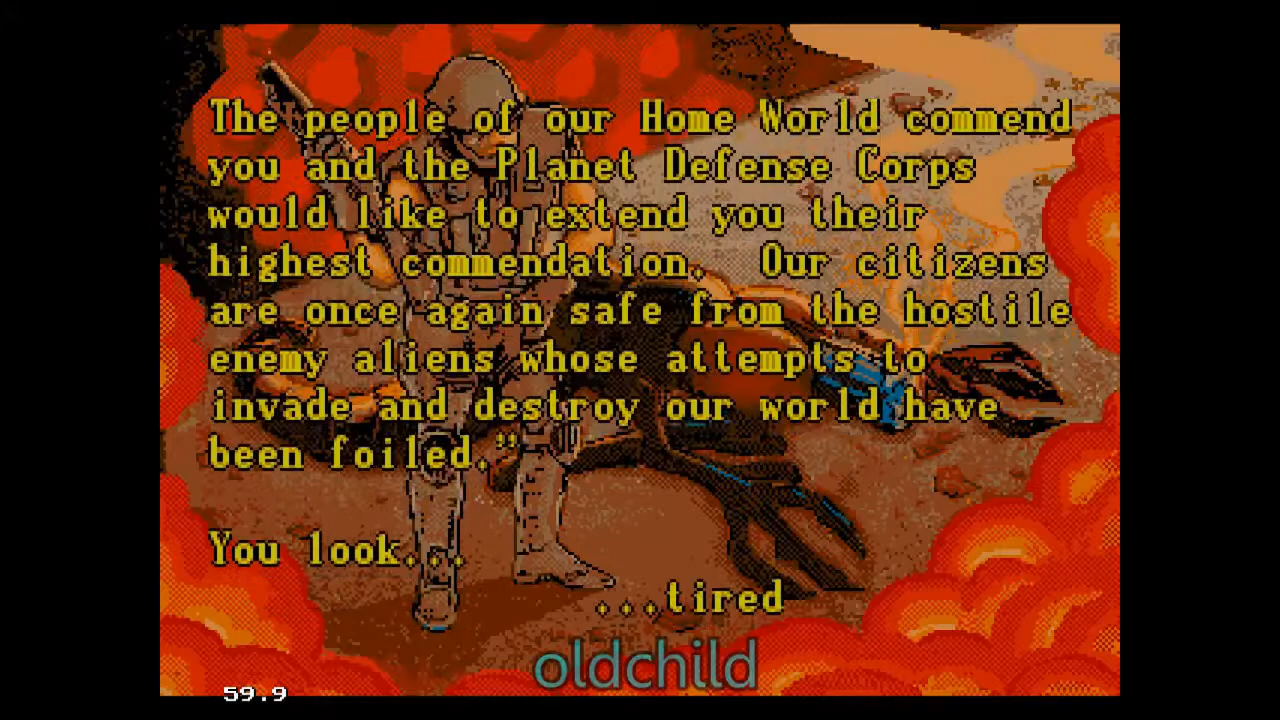 The people of our Home World commend
you and the Planet Defense Corps
would like to extend you their
highest commendation.  Our citizens
are once again safe from the hostile
enemy aliens whose attempts to
invade and destroy our world have
been foiled."
You look...
...tired
oldchild
59.9